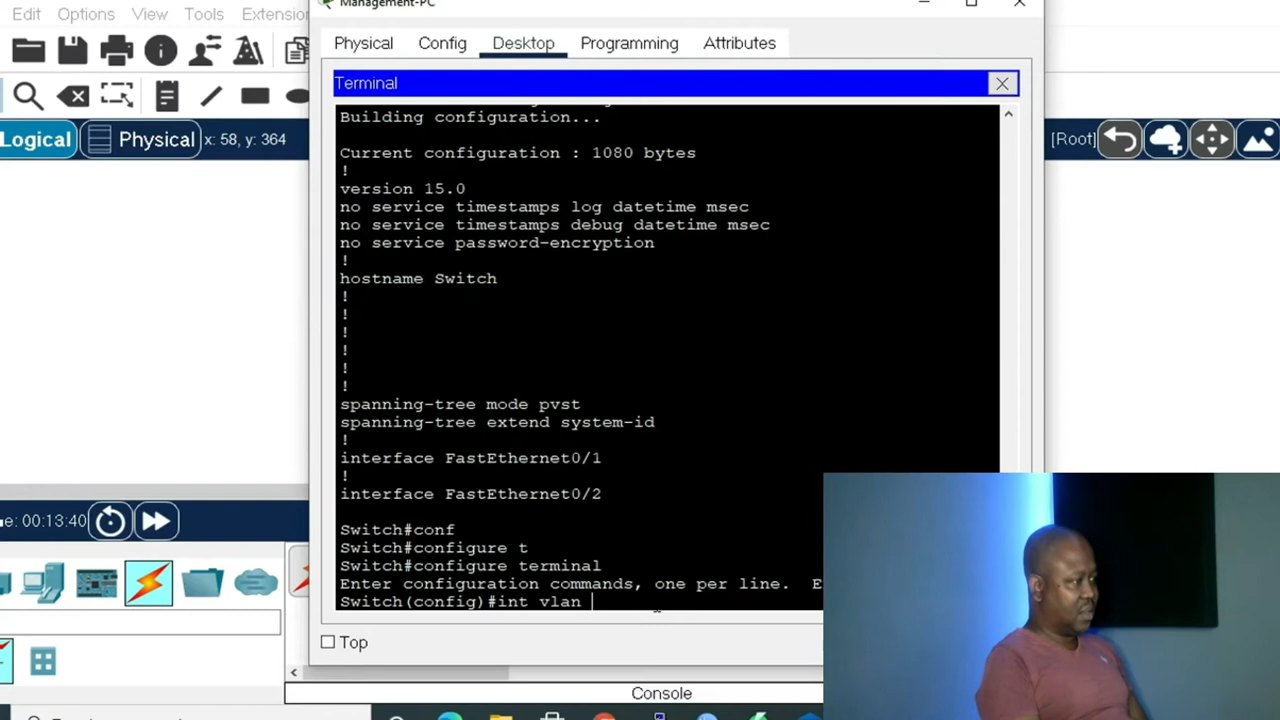 Edit Options View Tools Extension
Management-PC
Physical Config Desktop Programming Attributes
Terminal
Logical Physical x: 58, y: 364
[Root]
Building configuration...
Current configuration : 1080 bytes
!
version 15.0
no service timestamps log datetime msec
no service timestamps debug datetime msec
no service password-encryption
!
hostname Switch
!
!
!
!
!
!
spanning-tree mode pvst
spanning-tree extend system-id
!
interface FastEthernet0/1
!
interface FastEthernet0/2
Switch#conf
Switch#configure t
Switch#configure terminal
Enter configuration commands, one per line. E
Switch(config)#int vlan
e: 00:13:40
Top
Console